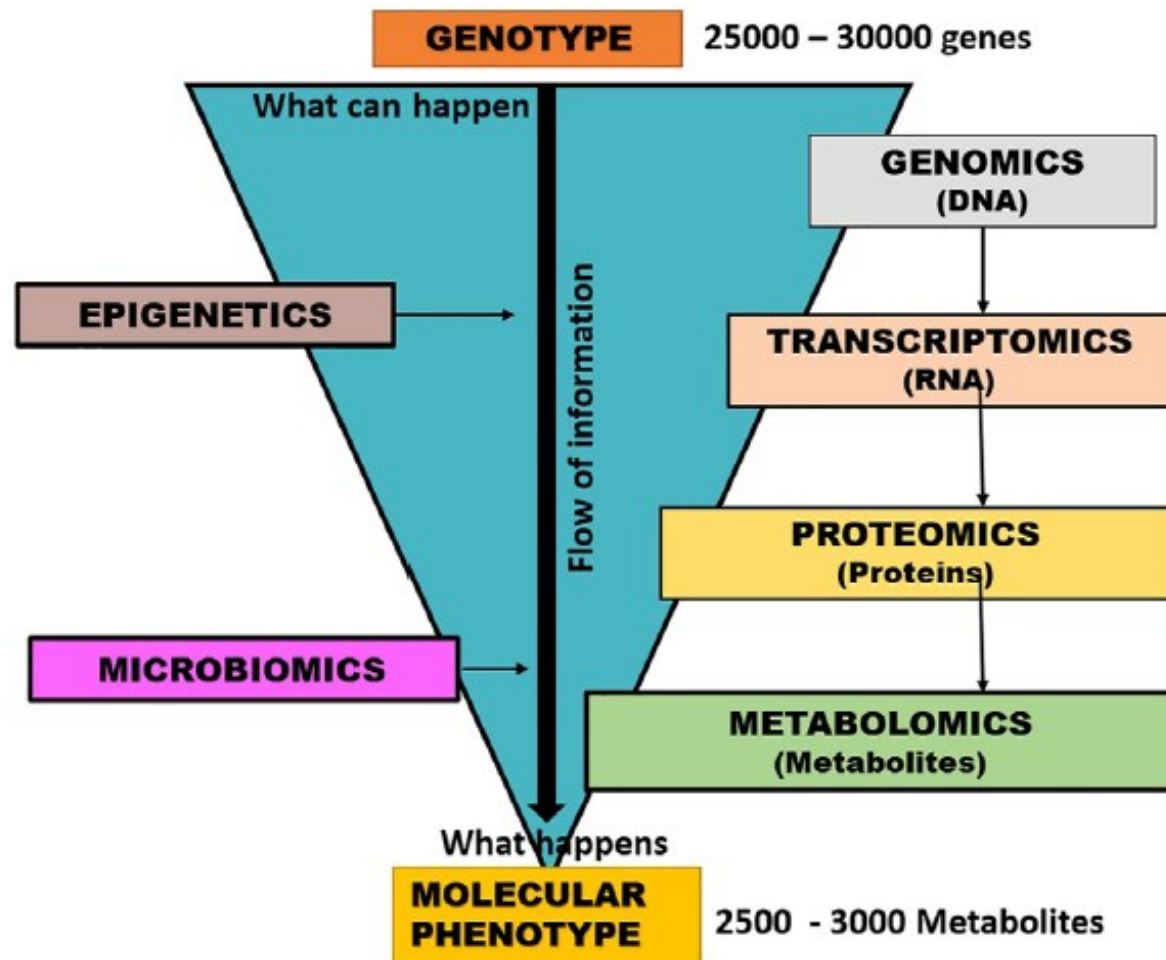 GENOTYPE
25000 – 30000 genes
What can happen
GENOMICS
(DNA)
EPIGENETICS
Flow of information
TRANSCRIPTOMICS
(RNA)
PROTEOMICS
(Proteins)
MICROBIOMICS
METABOLOMICS
(Metabolites)
What happens
MOLECULAR
PHENOTYPE
2500 - 3000 Metabolites